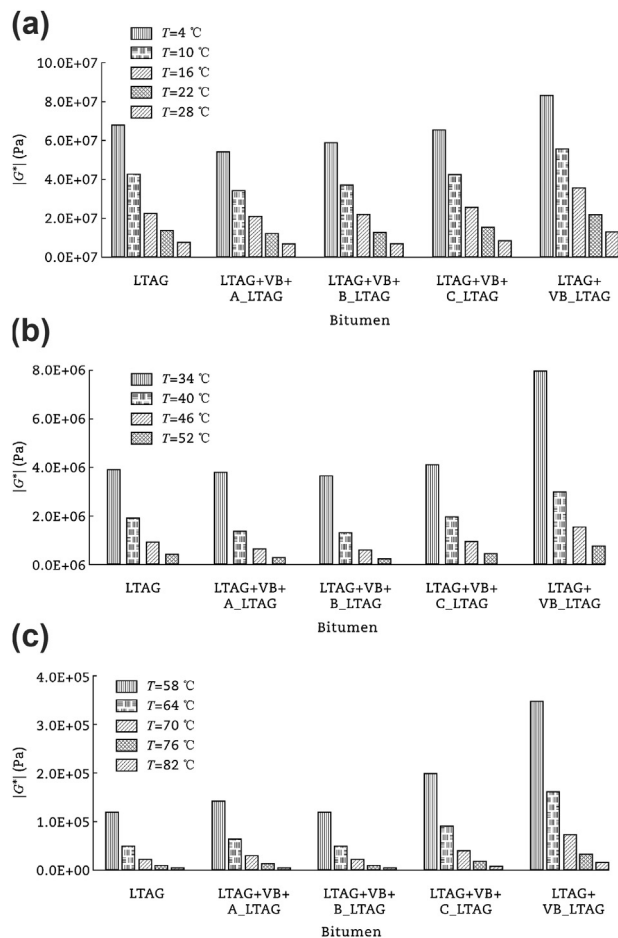 (a)
T=4 ℃
T=10 ℃
T=16 ℃
T=22 ℃
T=28 ℃
10.0E+07
8.0E+07
6.0E+07
4.0E+07
2.0E+07
0.0E+07
|G*| (Pa)
LTAG
LTAG+VB+
A_LTAG
LTAG+VB+
B_LTAG
LTAG+VB+
C_LTAG
LTAG+
VB_LTAG
Bitumen
(b)
T=34 ℃
T=40 ℃
T=46 ℃
T=52 ℃
8.0E+06
6.0E+06
4.0E+06
2.0E+06
0.0E+06
|G*| (Pa)
LTAG
LTAG+VB+
A_LTAG
LTAG+VB+
B_LTAG
LTAG+VB+
C_LTAG
LTAG+
VB_LTAG
Bitumen
(c)
T=58 ℃
T=64 ℃
T=70 ℃
T=76 ℃
T=82 ℃
4.0E+05
3.0E+05
2.0E+05
1.0E+05
0.0E+00
|G*| (Pa)
LTAG
LTAG+VB+
A_LTAG
LTAG+VB+
B_LTAG
LTAG+VB+
C_LTAG
LTAG+
VB_LTAG
Bitumen